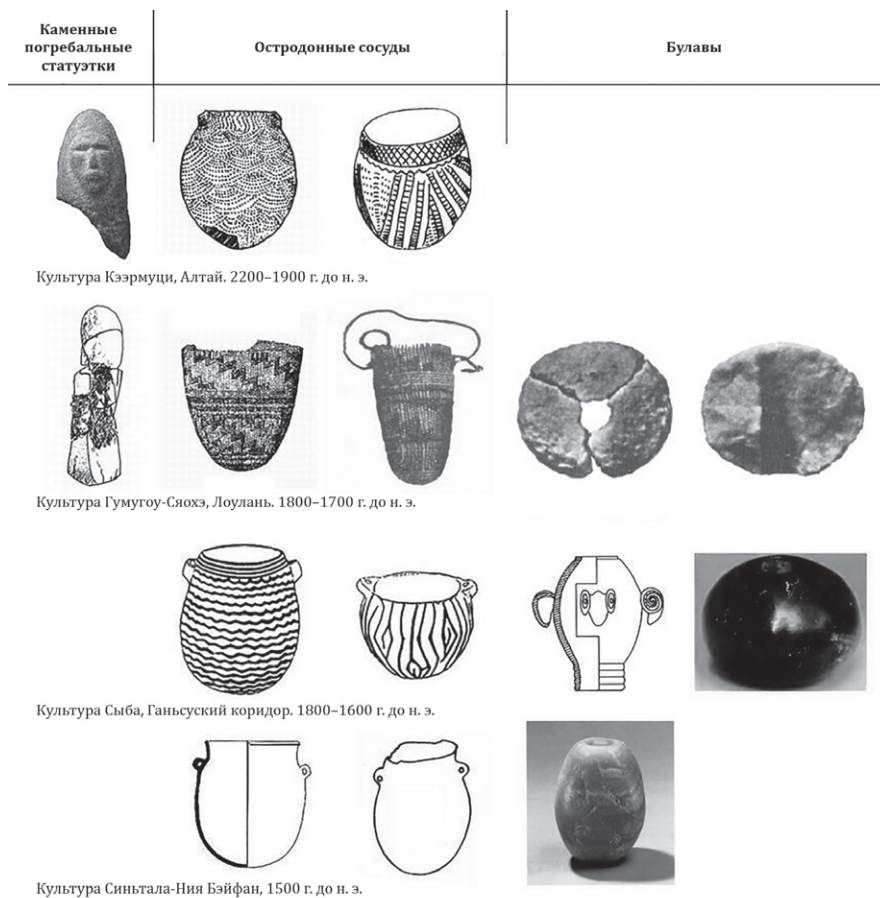 Каменные
погребальные
статуэтки
Остродонные сосуды
Булавы
Культура Кээрмуци, Алтай. 2200–1900 г. до н. э.
Культура Гумугоу-Сяохэ, Лоулань. 1800–1700 г. до н. э.
Культура Сыба, Ганьсуский коридор. 1800–1600 г. до н. э.
Культура Синьтала-Ния Бэйфан, 1500 г. до н. э.